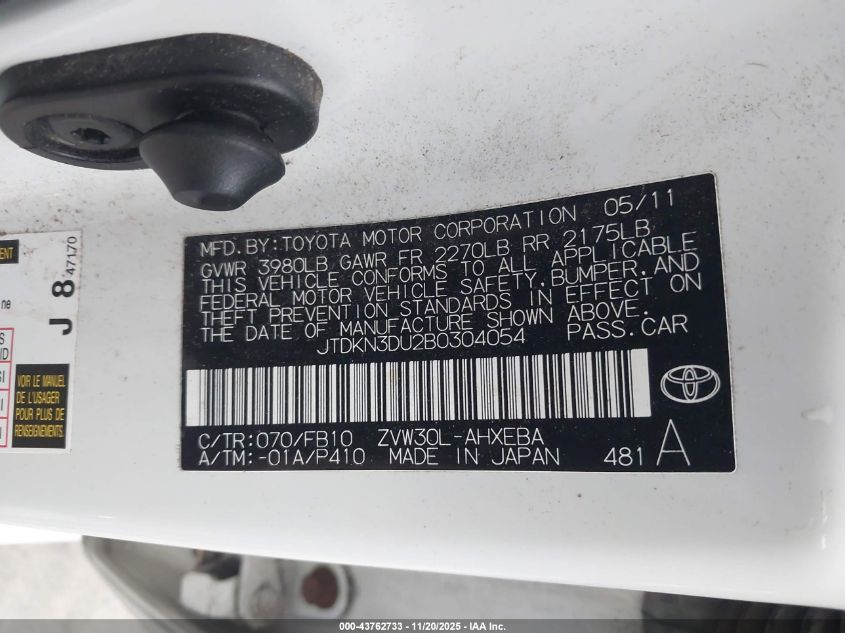 MFD. BY: TOYOTA MOTOR CORPORATION 05/11
GVWR 3980LB GAWR FR 2270LB RR 2175LB
THIS VEHICLE CONFORMS TO ALL APPLICABLE
FEDERAL MOTOR VEHICLE SAFETY, BUMPER, AND
THEFT PREVENTION STANDARDS IN EFFECT ON
THE DATE OF MANUFACTURE SHOWN ABOVE.
JTDKN3DU2B0304054 PASS. CAR
C/TR: 070/FB10 ZVW30L-AHXEBA
A/TM: -01A/P410 MADE IN JAPAN 481 A
J 8 47170
VOIR LE MANUEL
DE L'USAGER
POUR PLUS
D'INFOS
000-43762733 - 11/20/2025 - IAA Inc.